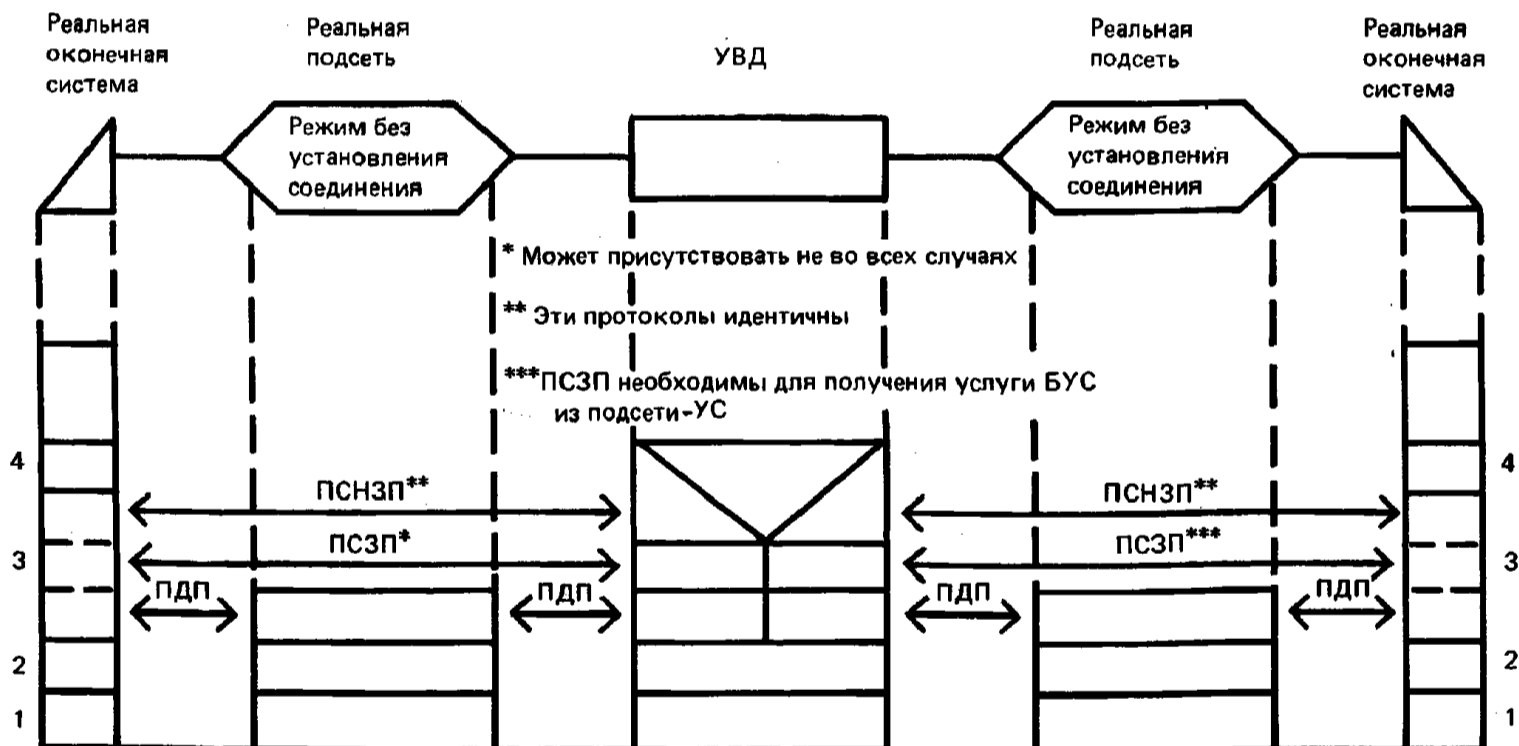 Реальная
оконечная
система
Реальная
подсеть
УВД
Реальная
подсеть
Реальная
оконечная
система
Режим без
установления
соединения
Режим без
установления
соединения
* Может присутствовать не во всех случаях
** Эти протоколы идентичны
***ПСЗП необходимы для получения услуги БУС
из подсети-УС
4
ПСНЗП**
ПСНЗП**
4
3
ПСЗП*
ПСЗП***
3
ПДП
ПДП
ПДП
ПДП
2
2
1
1